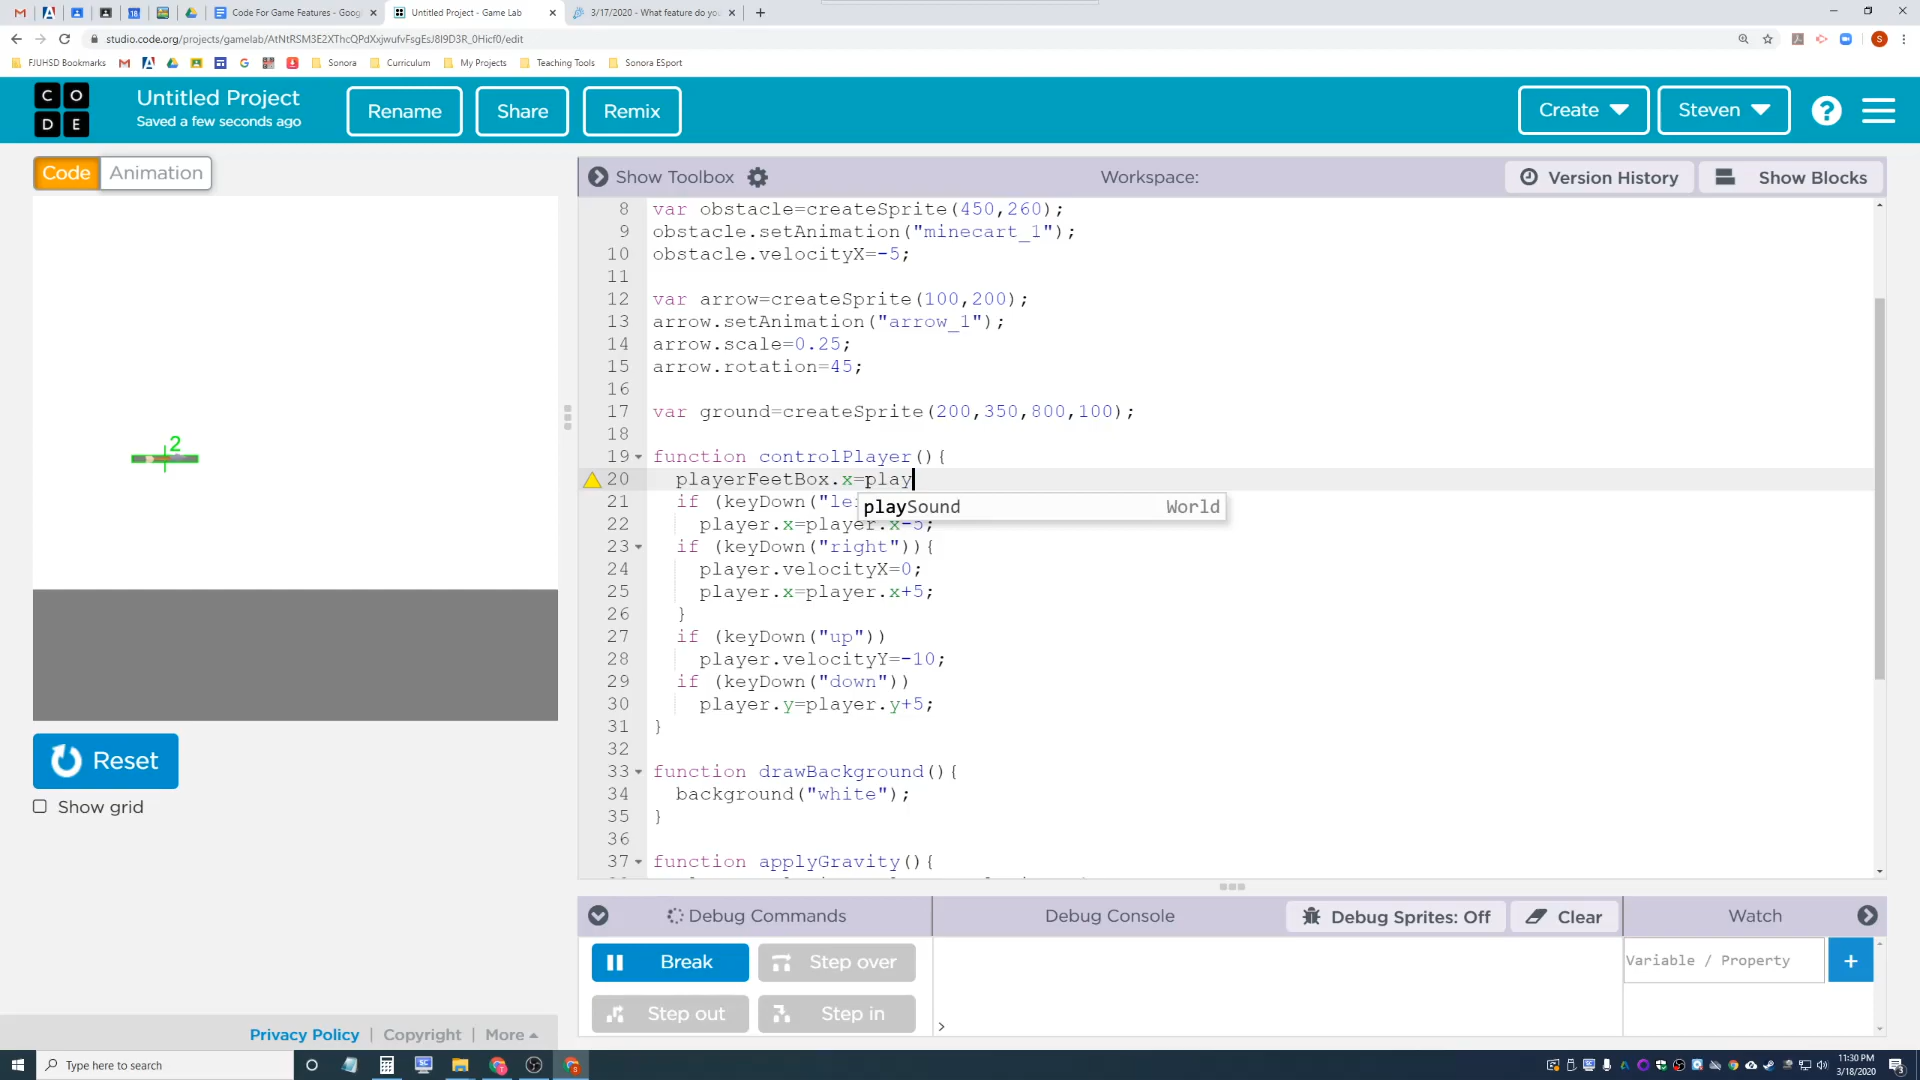 Code For Game Features - Goog
Untitled Project - Game Lab
3/17/2020 - What feature do you
studio.code.org/projects/gamelab/AtNtRSM3E2XThcQPdXxjwufvFsgEsJ8I9D3R_0Hicf0/edit
FJUHSD Bookmarks
Sonora
Curriculum
My Projects
Teaching Tools
Sonora ESport
C O
D E
Untitled Project
Saved a few seconds ago
Rename
Share
Remix
Create
Steven
?
Code
Animation
Show Toolbox
Workspace:
Version History
Show Blocks
8 var obstacle=createSprite(450,260);
9 obstacle.setAnimation("minecart_1");
10 obstacle.velocityX=-5;
11
12 var arrow=createSprite(100,200);
13 arrow.setAnimation("arrow_1");
14 arrow.scale=0.25;
15 arrow.rotation=45;
16
17 var ground=createSprite(200,350,800,100);
18
19 function controlPlayer(){
20 playerFeetBox.x=play
21 if (keyDown("le
playSound World
22 player.x=player.x-5;
23 if (keyDown("right")){
24 player.velocityX=0;
25 player.x=player.x+5;
26 }
27 if (keyDown("up"))
28 player.velocityY=-10;
29 if (keyDown("down"))
30 player.y=player.y+5;
31 }
32
33 function drawBackground(){
34 background("white");
35 }
36
37 function applyGravity(){
2
Reset
Show grid
Debug Commands
Debug Console
Debug Sprites: Off
Clear
Watch
Break
Step over
Step out
Step in
Variable / Property
+
>
Privacy Policy | Copyright | More
Type here to search
11:30 PM
3/18/2020